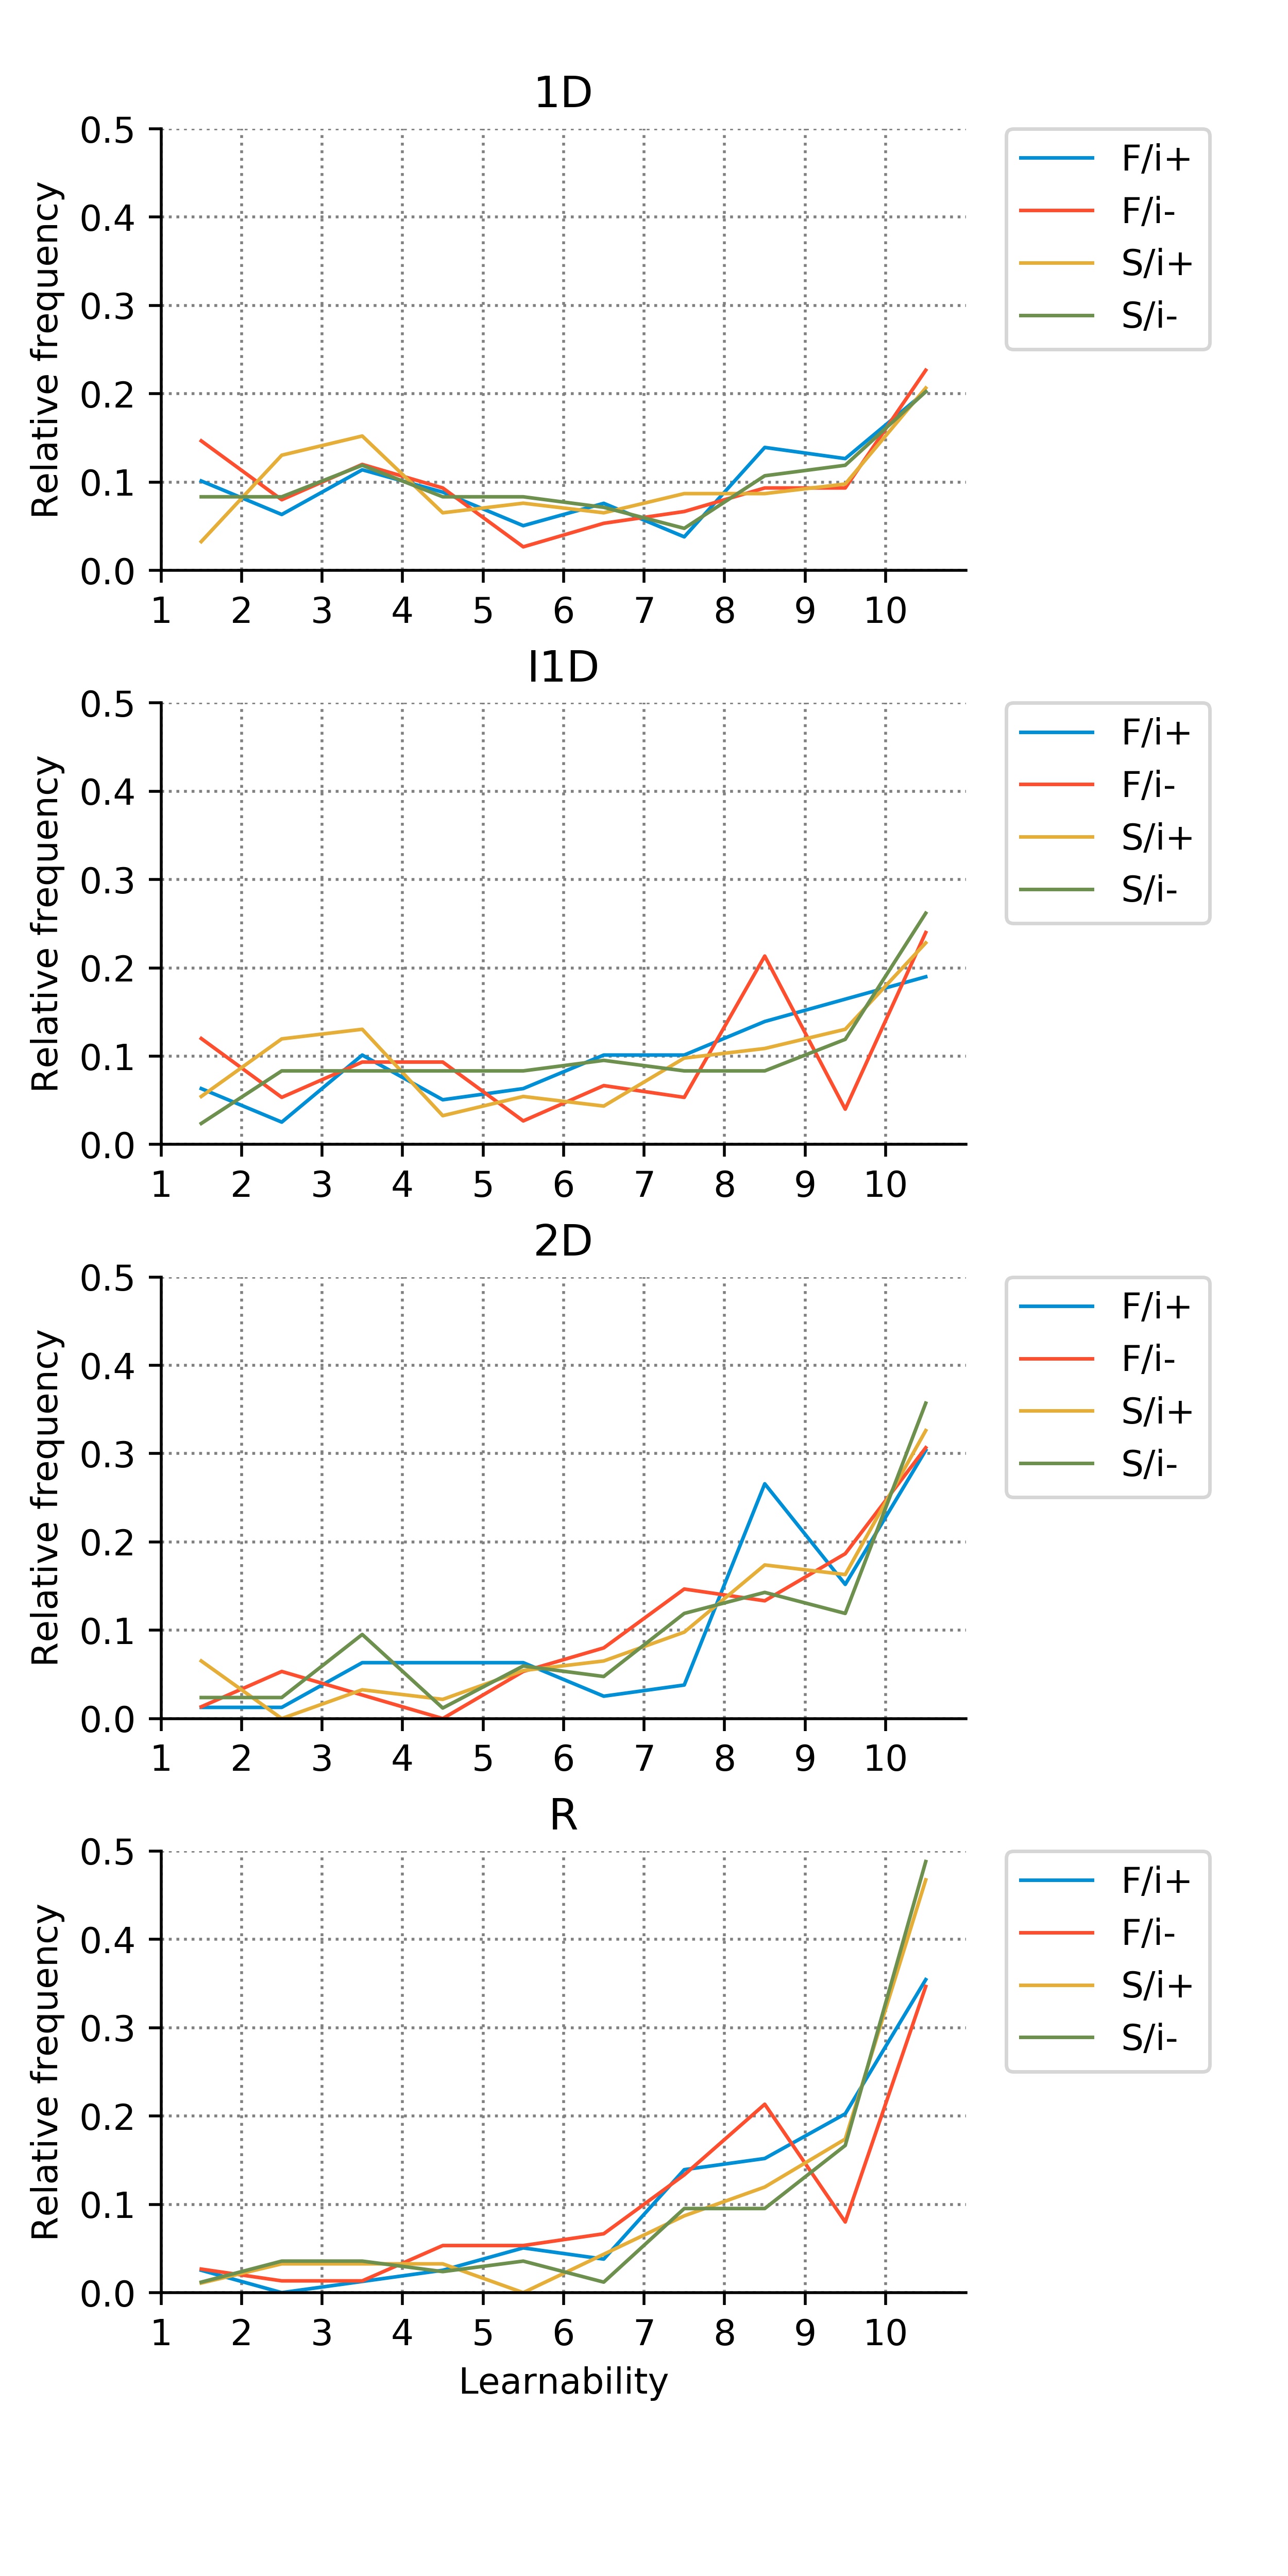 1D
Relative frequency
0.5
0.4
0.3
0.2
0.1
0.0
1 2 3 4 5 6 7 8 9 10
F/i+
F/i-
S/i+
S/i-
I1D
Relative frequency
0.5
0.4
0.3
0.2
0.1
0.0
1 2 3 4 5 6 7 8 9 10
F/i+
F/i-
S/i+
S/i-
2D
Relative frequency
0.5
0.4
0.3
0.2
0.1
0.0
1 2 3 4 5 6 7 8 9 10
F/i+
F/i-
S/i+
S/i-
R
Relative frequency
0.5
0.4
0.3
0.2
0.1
0.0
1 2 3 4 5 6 7 8 9 10
Learnability
F/i+
F/i-
S/i+
S/i-